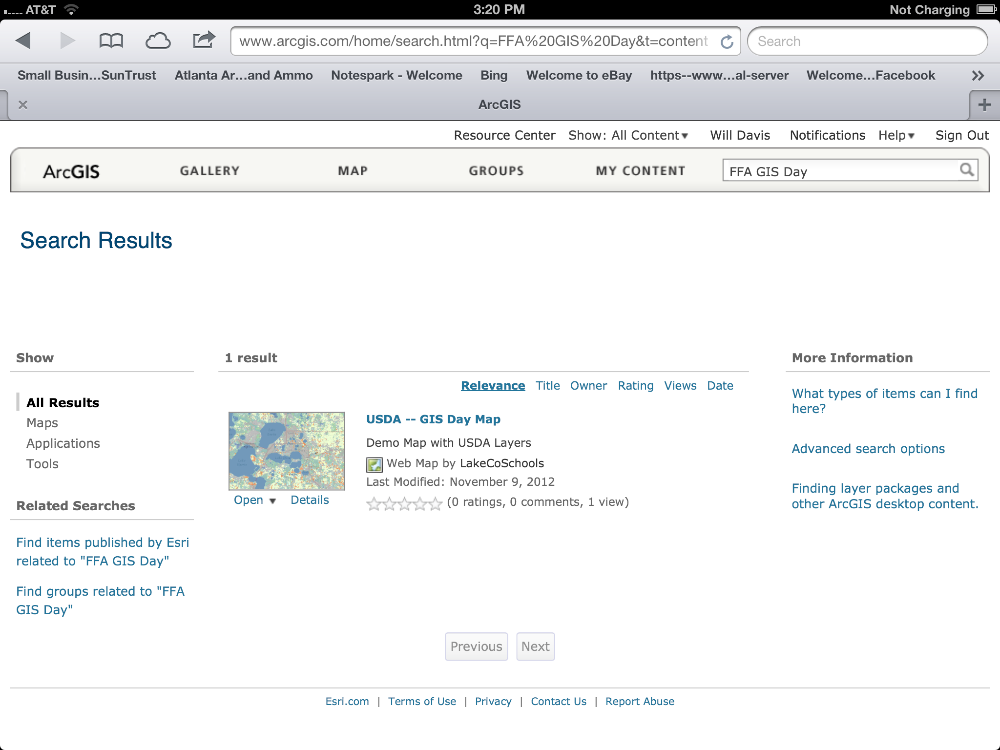 AT&T
3:20 PM
Not Charging
www.arcgis.com/home/search.html?q=FFA%20GIS%20Day&t=content
Search
Small Busin...SunTrust
Atlanta Ar...and Ammo
Notespark - Welcome
Bing
Welcome to eBay
https--www...al-server
Welcome...Facebook
ArcGIS
Resource Center
Show: All Content
Will Davis
Notifications
Help
Sign Out
ArcGIS
GALLERY
MAP
GROUPS
MY CONTENT
FFA GIS Day
Search Results
Show
All Results
Maps
Applications
Tools
Related Searches
Find items published by Esri
related to "FFA GIS Day"
Find groups related to "FFA
GIS Day"
1 result
Relevance Title Owner Rating Views Date
USDA -- GIS Day Map
Demo Map with USDA Layers
Web Map by LakeCoSchools
Last Modified: November 9, 2012
(0 ratings, 0 comments, 1 view)
Open
Details
More Information
What types of items can I find
here?
Advanced search options
Finding layer packages and
other ArcGIS desktop content.
Previous
Next
Esri.com | Terms of Use | Privacy | Contact Us | Report Abuse